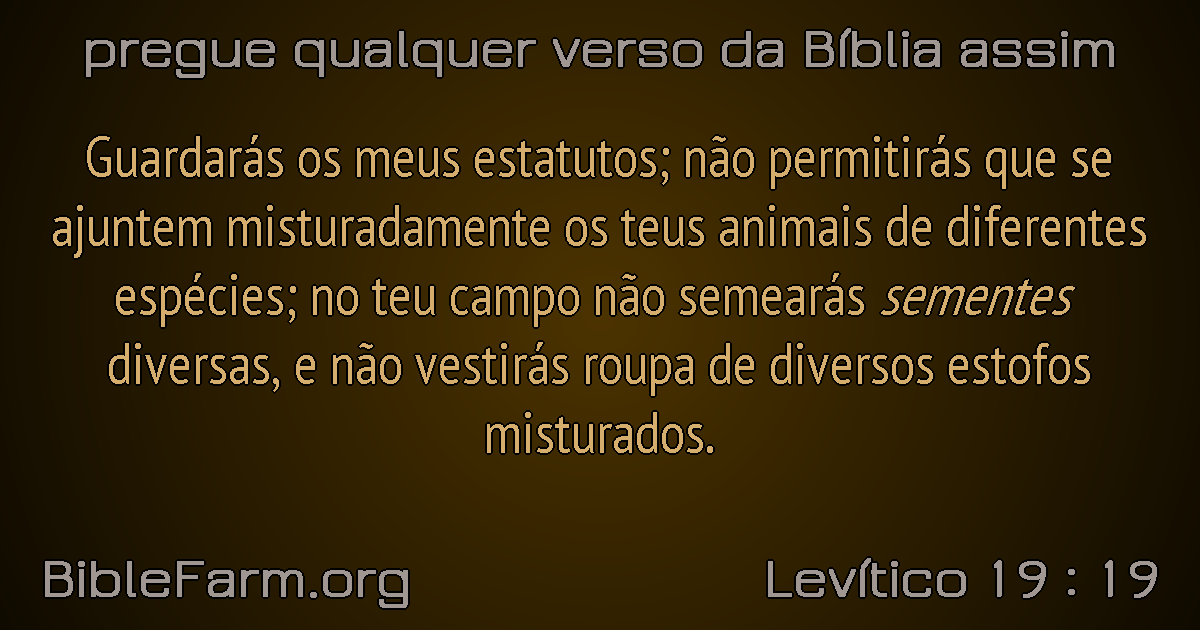 pregue qualquer verso da Bíblia assim
Guardarás os meus estatutos; não permitirás que se
ajuntem misturadamente os teus animais de diferentes
espécies; no teu campo não semearás sementes
diversas, e não vestirás roupa de diversos estofos
misturados.
BibleFarm.org
Levítico 19 : 19